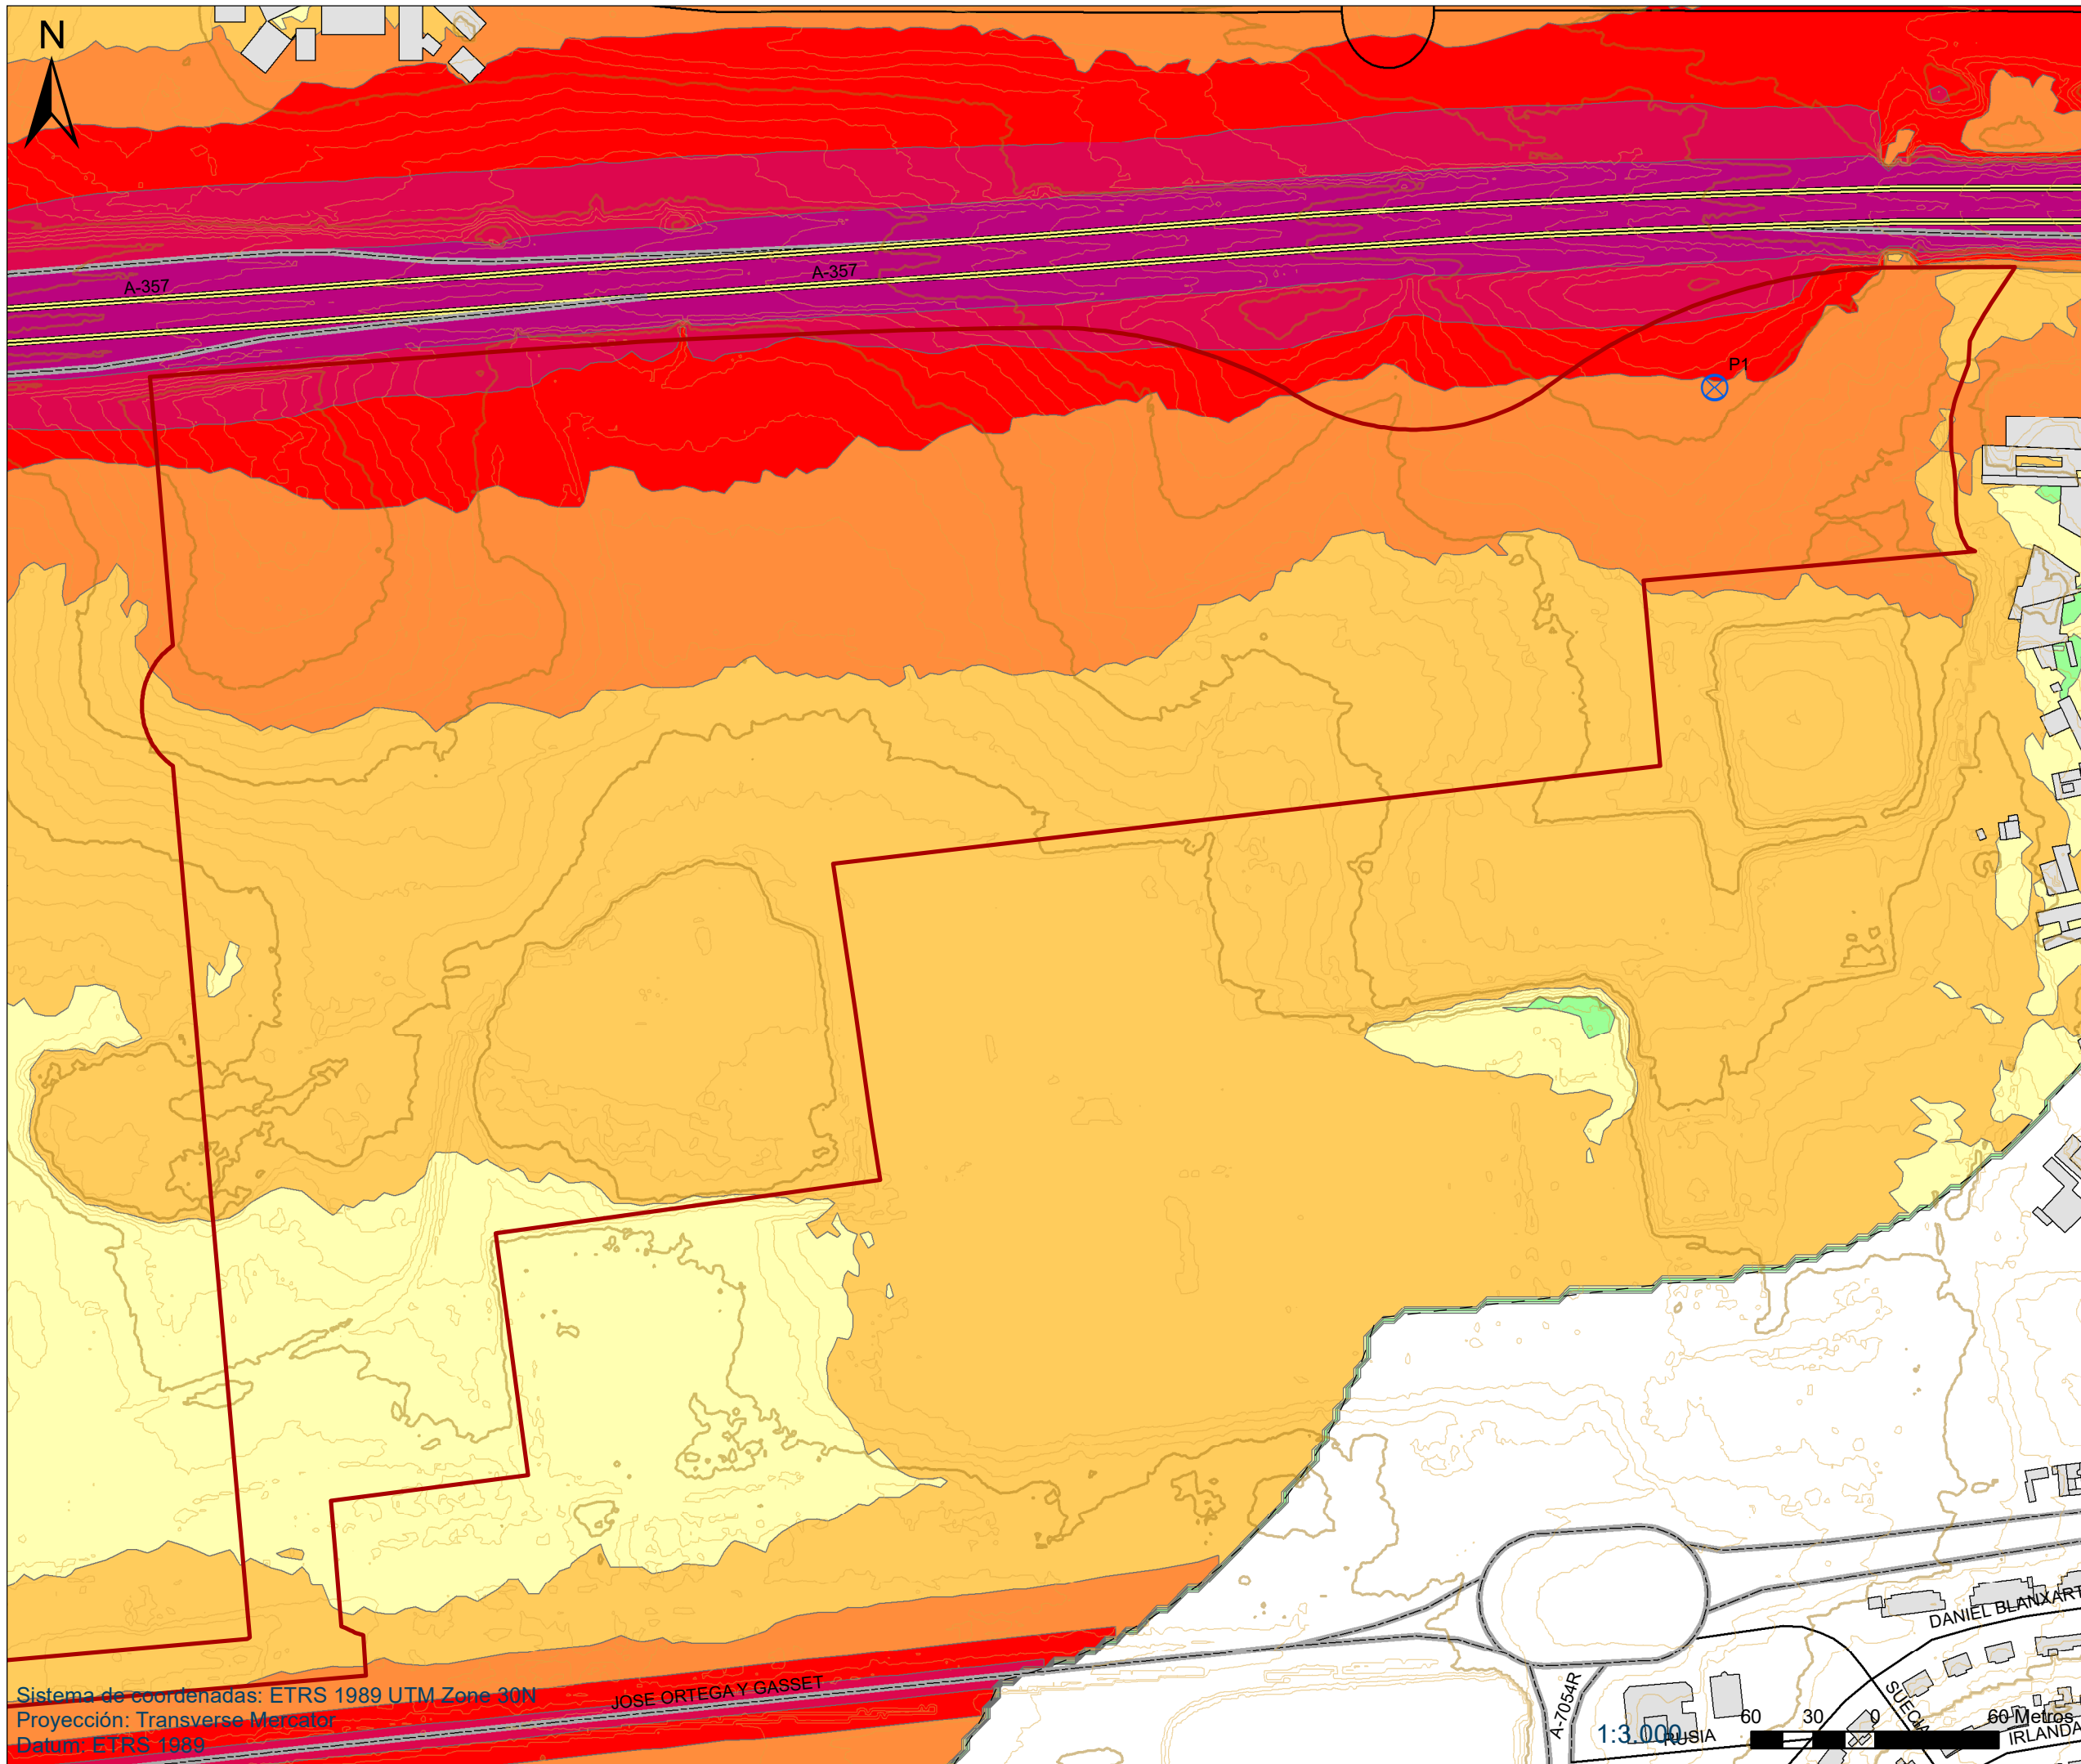 N
A-357
A-357
P1
JOSE ORTEGA Y GASSET
A-7054R
DANIEL BLANXART
SUECIA
RUSIA
IRLANDA
Sistema de coordenadas: ETRS 1989 UTM Zone 30N
Proyección: Transverse Mercator
Datum: ETRS 1989
1:3.000
60 30 0 60 Metros